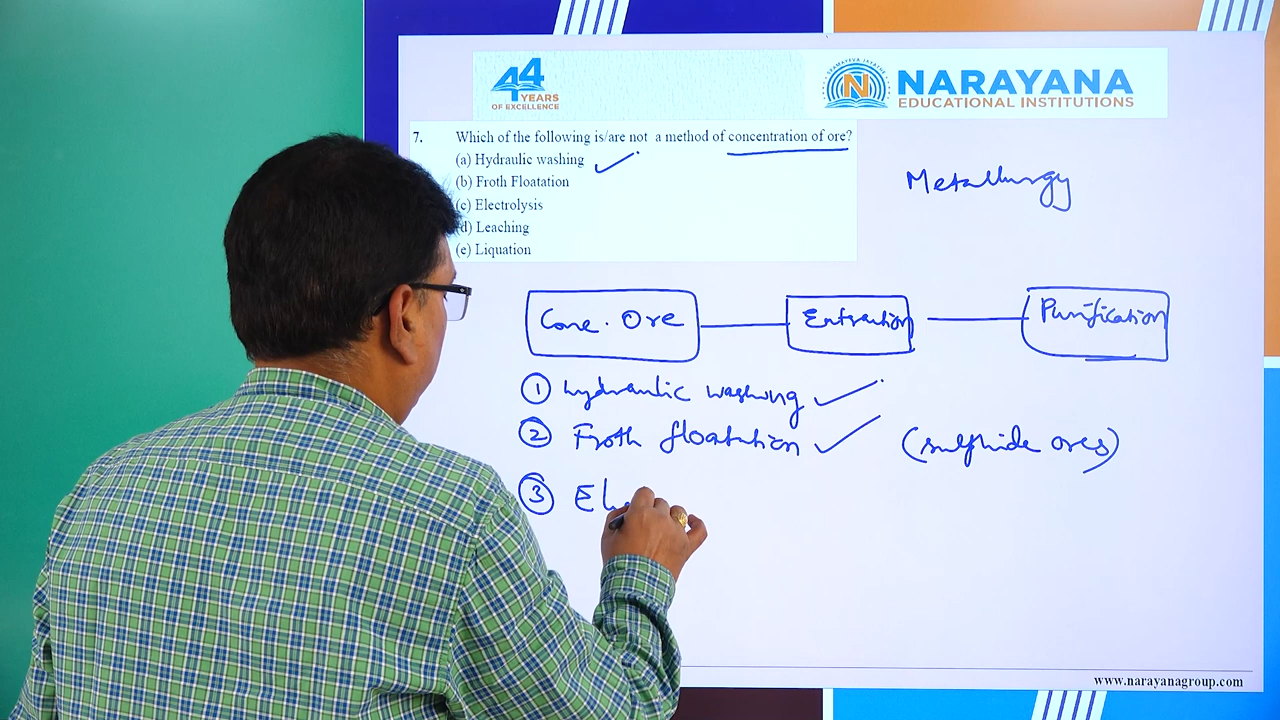 44
YEARS
OF EXCELLENCE
N
NARAYANA
EDUCATIONAL INSTITUTIONS
7. Which of the following is/are not a method of concentration of ore?
(a) Hydraulic washing
(b) Froth Floatation
(c) Electrolysis
(d) Leaching
(e) Liquation
Metallurgy
Conc. Ore Extraction Purification
1 Hydraulic washing
2 Froth floatation (sulphide ores)
3
www.narayanagroup.com